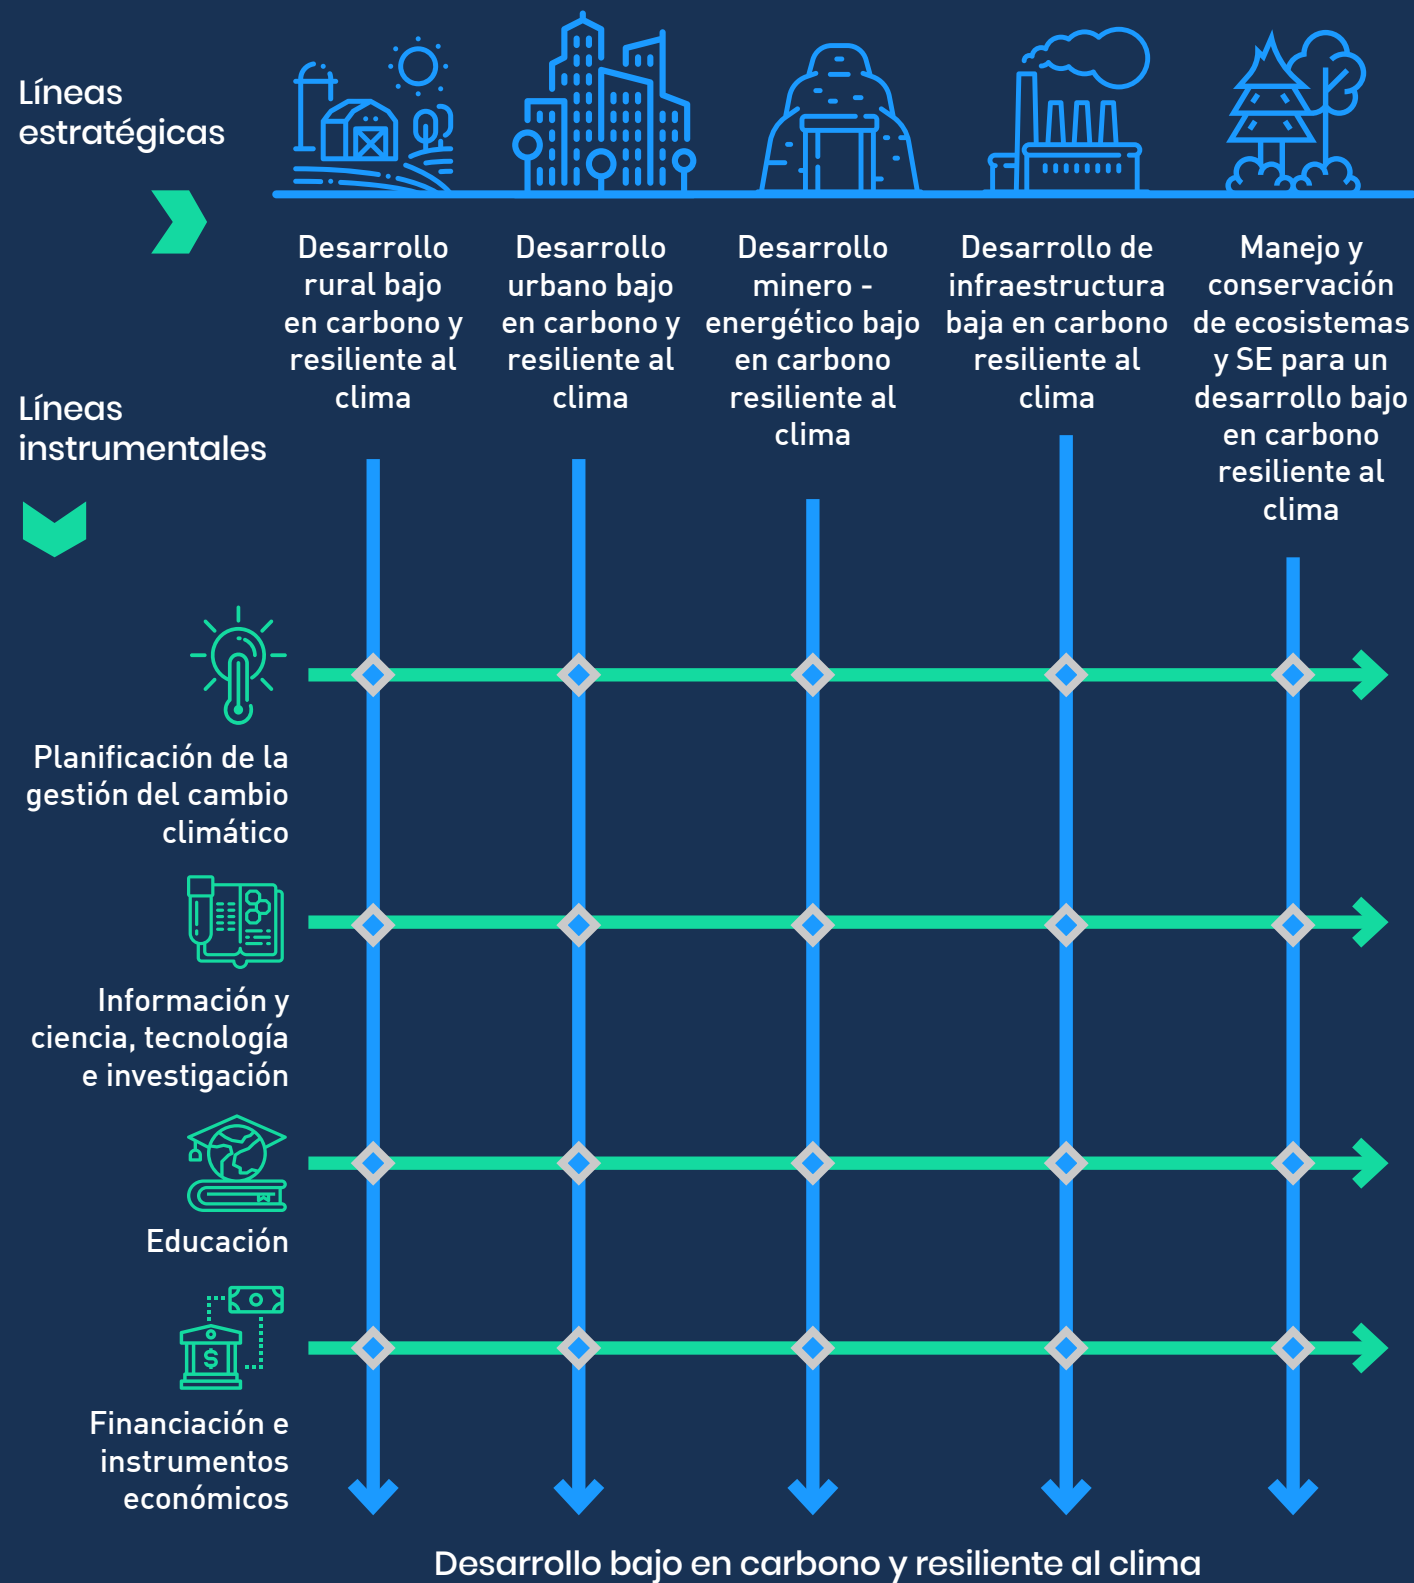 Líneas
estratégicas
Desarrollo
rural bajo
en carbono y
resiliente al
clima
Desarrollo
urbano bajo
en carbono y
resiliente al
clima
Desarrollo
minero -
energético bajo
en carbono
resiliente al
clima
Desarrollo de
infraestructura
baja en carbono
resiliente al
clima
Manejo y
conservación
de ecosistemas
y SE para un
desarrollo bajo
en carbono
resiliente al
clima
Líneas
instrumentales
Planificación de la
gestión del cambio
climático
Información y
ciencia, tecnología
e investigación
Educación
$
Financiación e
instrumentos
económicos
Desarrollo bajo en carbono y resiliente al clima